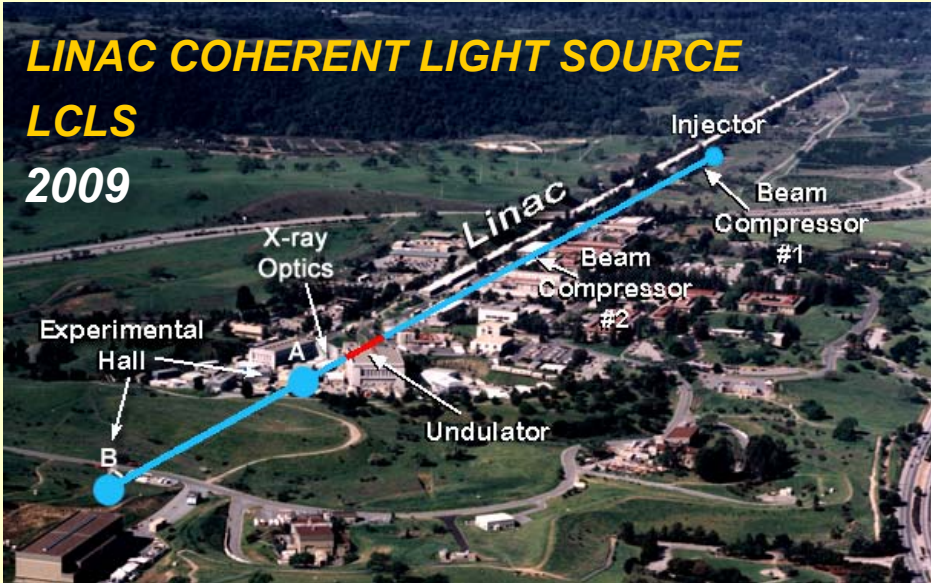 LINAC COHERENT LIGHT SOURCE
LCLS
2009
Injector
Linac
Beam
Compressor
#1
X-ray
Optics
Beam
Compressor
#2
Experimental
Hall
A
Undulator
B